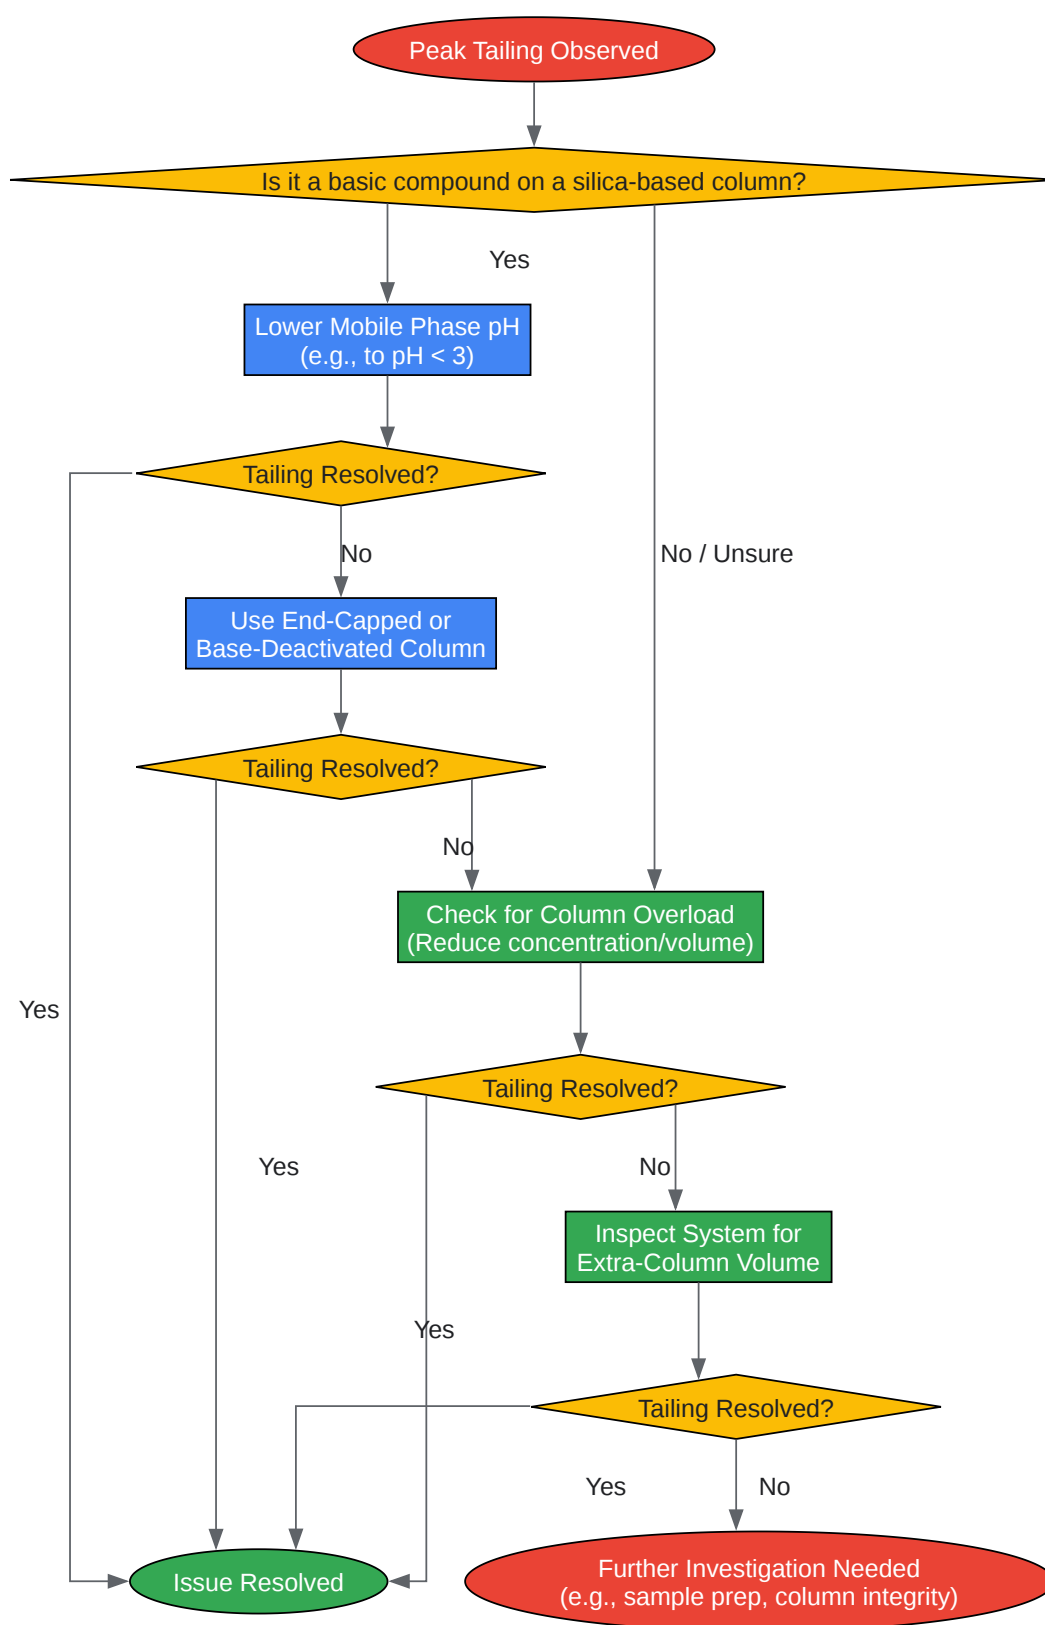 Peak Tailing Observed
Is it a basic compound on a silica-based column?
Yes
Lower Mobile Phase pH
(e.g., to pH < 3)
Tailing Resolved?
No
No / Unsure
Use End-Capped or
Base-Deactivated Column
Tailing Resolved?
No
Check for Column Overload
(Reduce concentration/volume)
Yes
Tailing Resolved?
Yes
No
Inspect System for
Extra-Column Volume
Yes
Tailing Resolved?
Yes
No
Issue Resolved
Further Investigation Needed
(e.g., sample prep, column integrity)